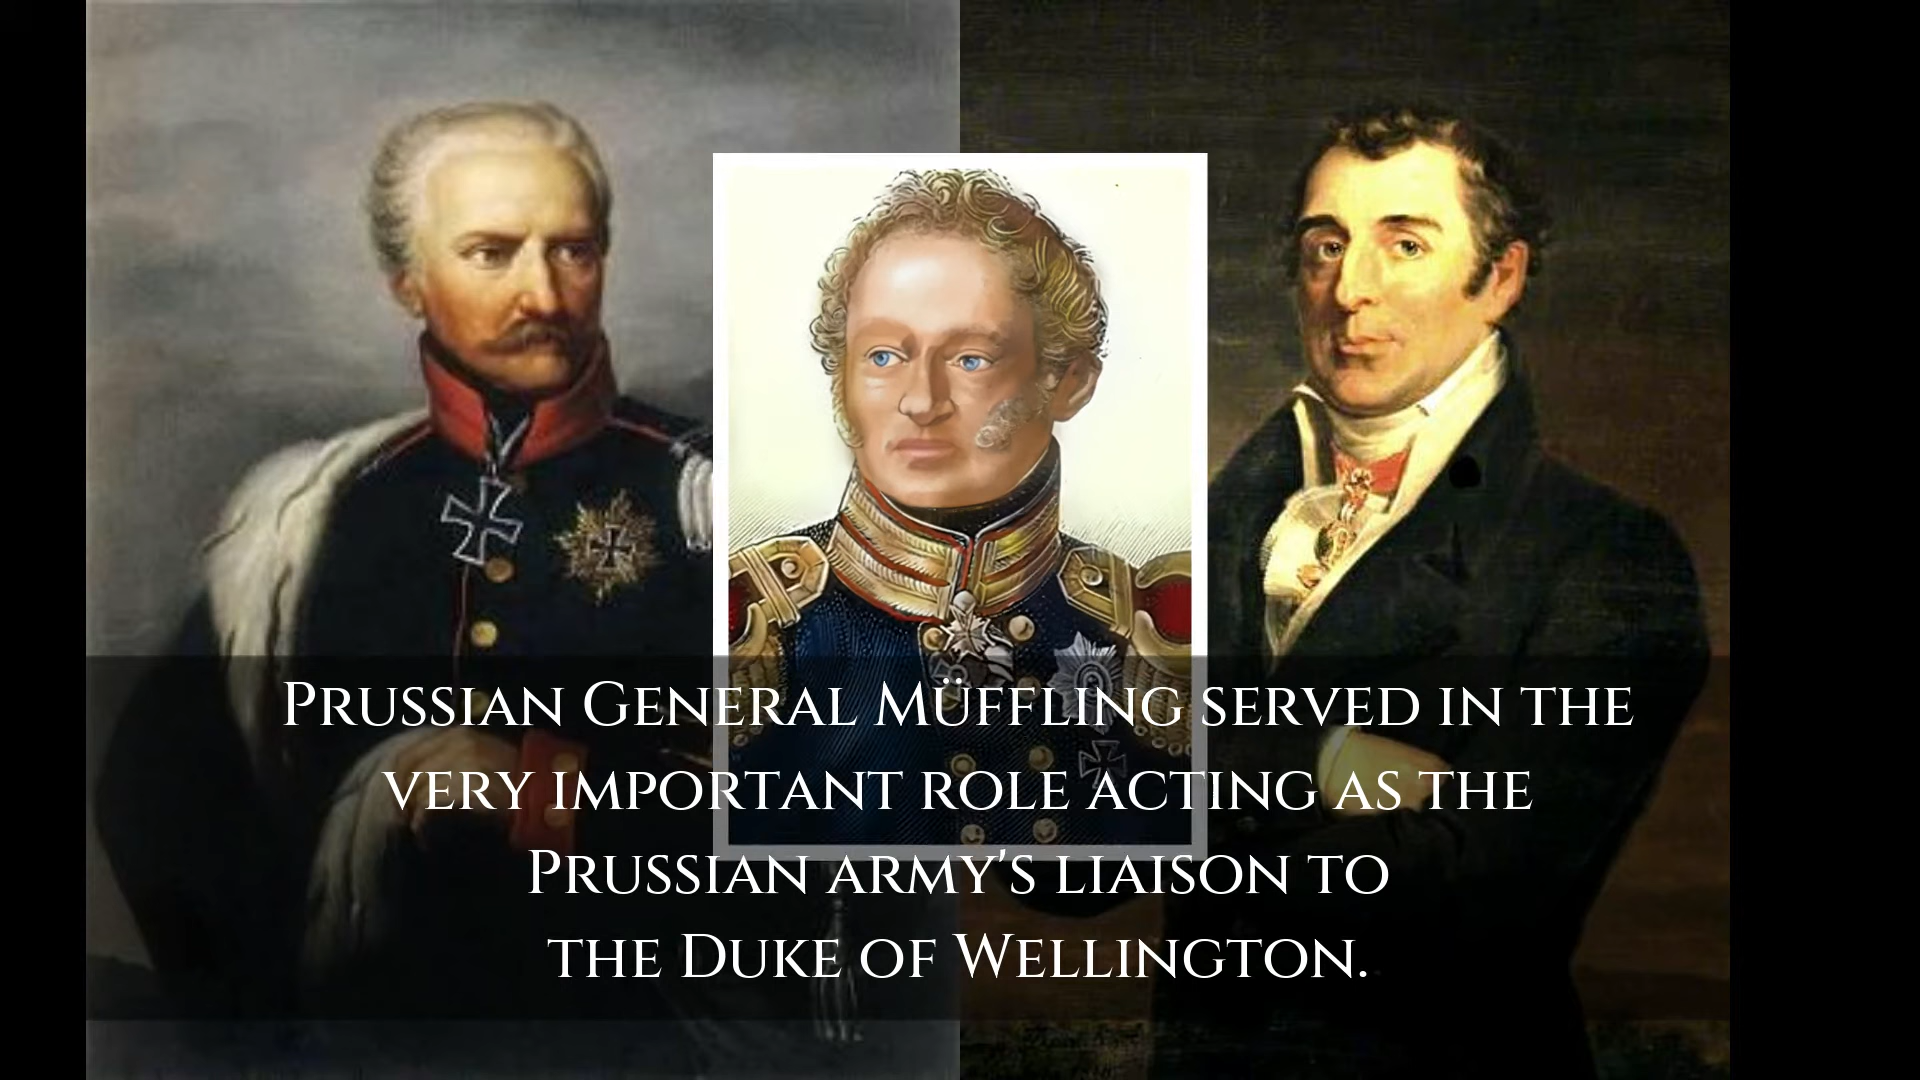 Prussian General Müffling served in the
very important role acting as the
Prussian army's liaison to
the Duke of Wellington.